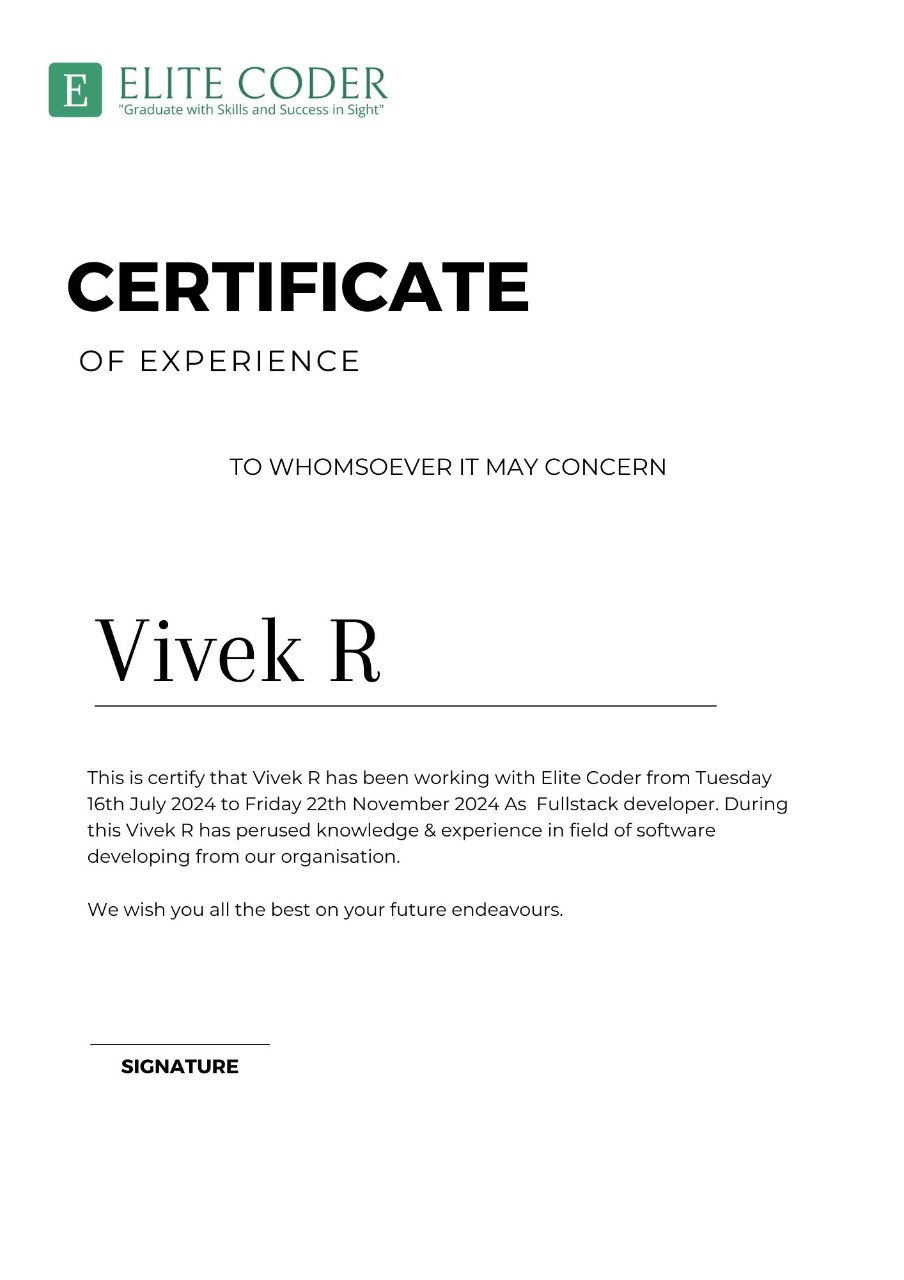 E ELITE CODER
"Graduate with Skills and Success in Sight"
CERTIFICATE
OF EXPERIENCE
TO WHOMSOEVER IT MAY CONCERN
Vivek R
This is certify that Vivek R has been working with Elite Coder from Tuesday
16th July 2024 to Friday 22th November 2024 As  Fullstack developer. During
this Vivek R has perused knowledge & experience in field of software
developing from our organisation.
We wish you all the best on your future endeavours.
SIGNATURE